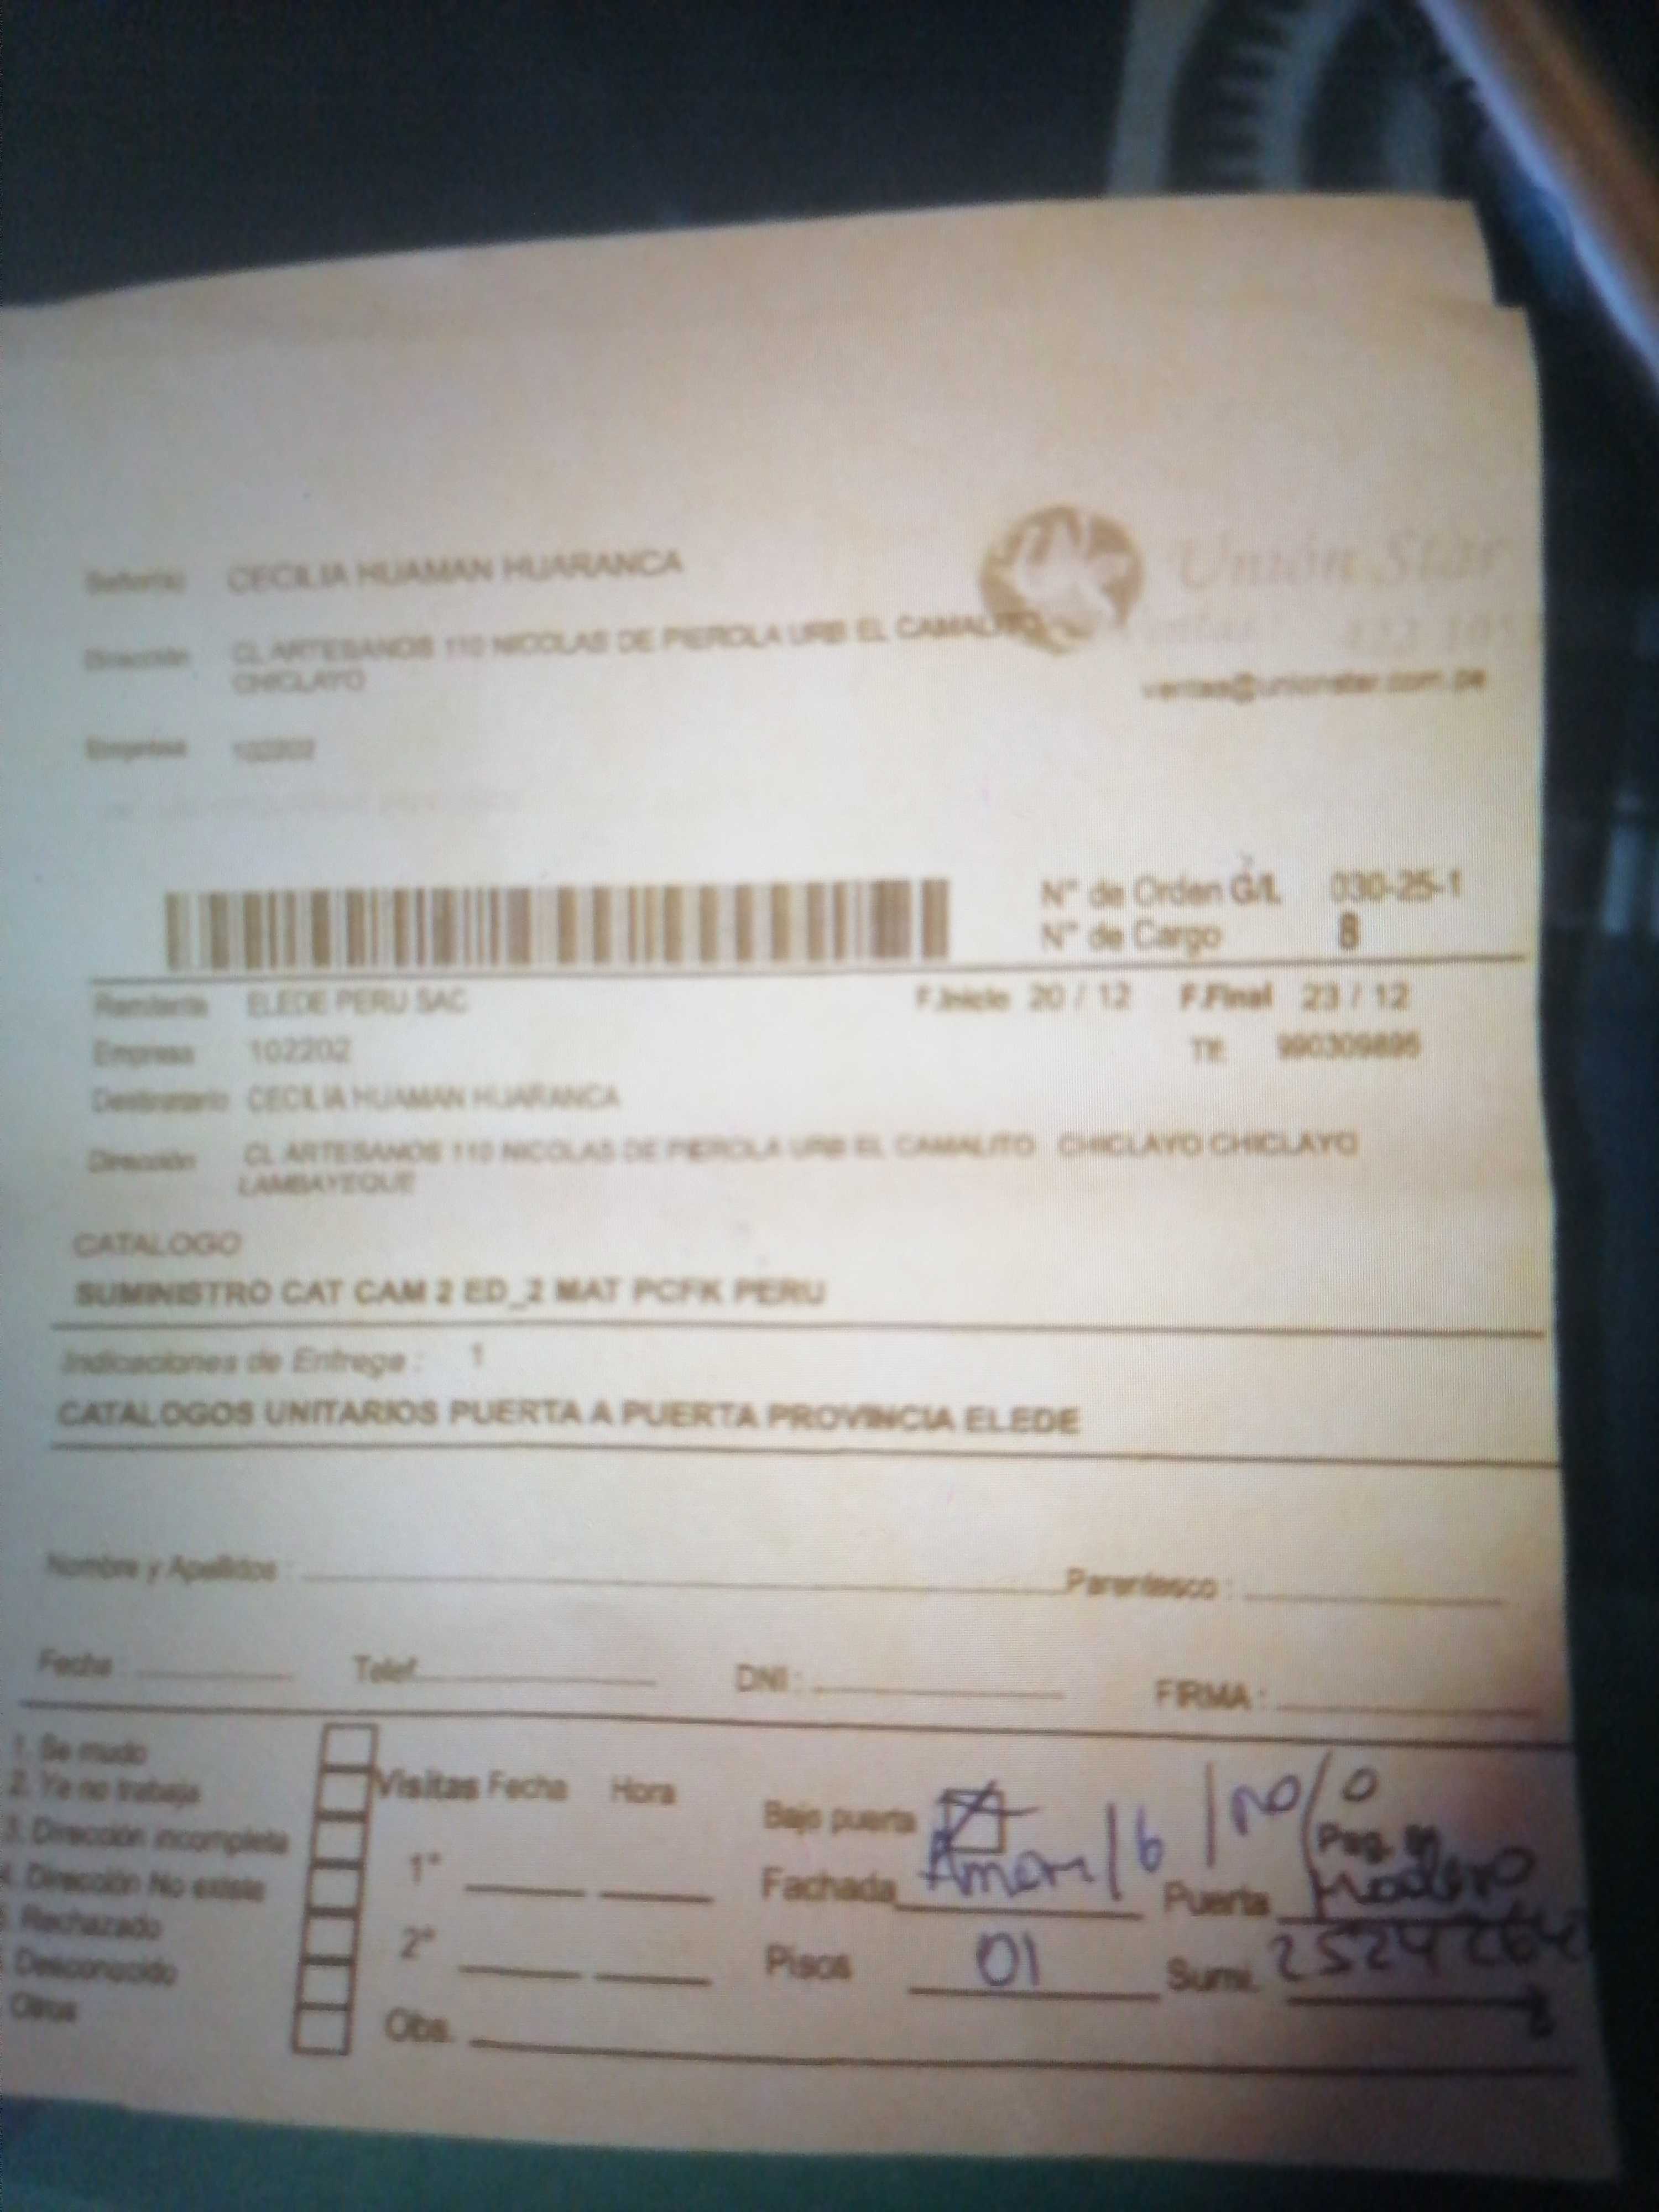 Señor(a) CECILIA HUAMAN HUARANCA
Unión Star
Dirección CL ARTESANOS 110 NICOLAS DE PIEROLA URB EL CAMALITO
CHICLAYO
ventas@unionstar.com.pe
Empresa 102202
N° de Orden G/L 030-25-1
N° de Cargo 8
Remitente ELEDE PERU SAC F.Inicio 20 / 12 F.Final 23 / 12
Empresa 102202 Tlf. 990309895
Destinatario CECILIA HUAMAN HUARANCA
Dirección CL ARTESANOS 110 NICOLAS DE PIEROLA URB EL CAMALITO CHICLAYO CHICLAYO
LAMBAYEQUE
CATALOGO
SUMINISTRO CAT CAM 2 ED_2 MAT PCFK PERU
Indicaciones de Entrega : 1
CATALOGOS UNITARIOS PUERTA A PUERTA PROVINCIA ELEDE
Nombre y Apellidos : Parentesco :
Fecha Telef. DNI : FIRMA :
1. Se mudo
2. Ya no trabaja
3. Dirección incompleta
4. Dirección No existe
Rechazado
Desconocido
Otros
Visitas Fecha Hora
1°
2°
Obs.
Bajo puerta
Fachada Puerta
Pisos 01 Sumi.